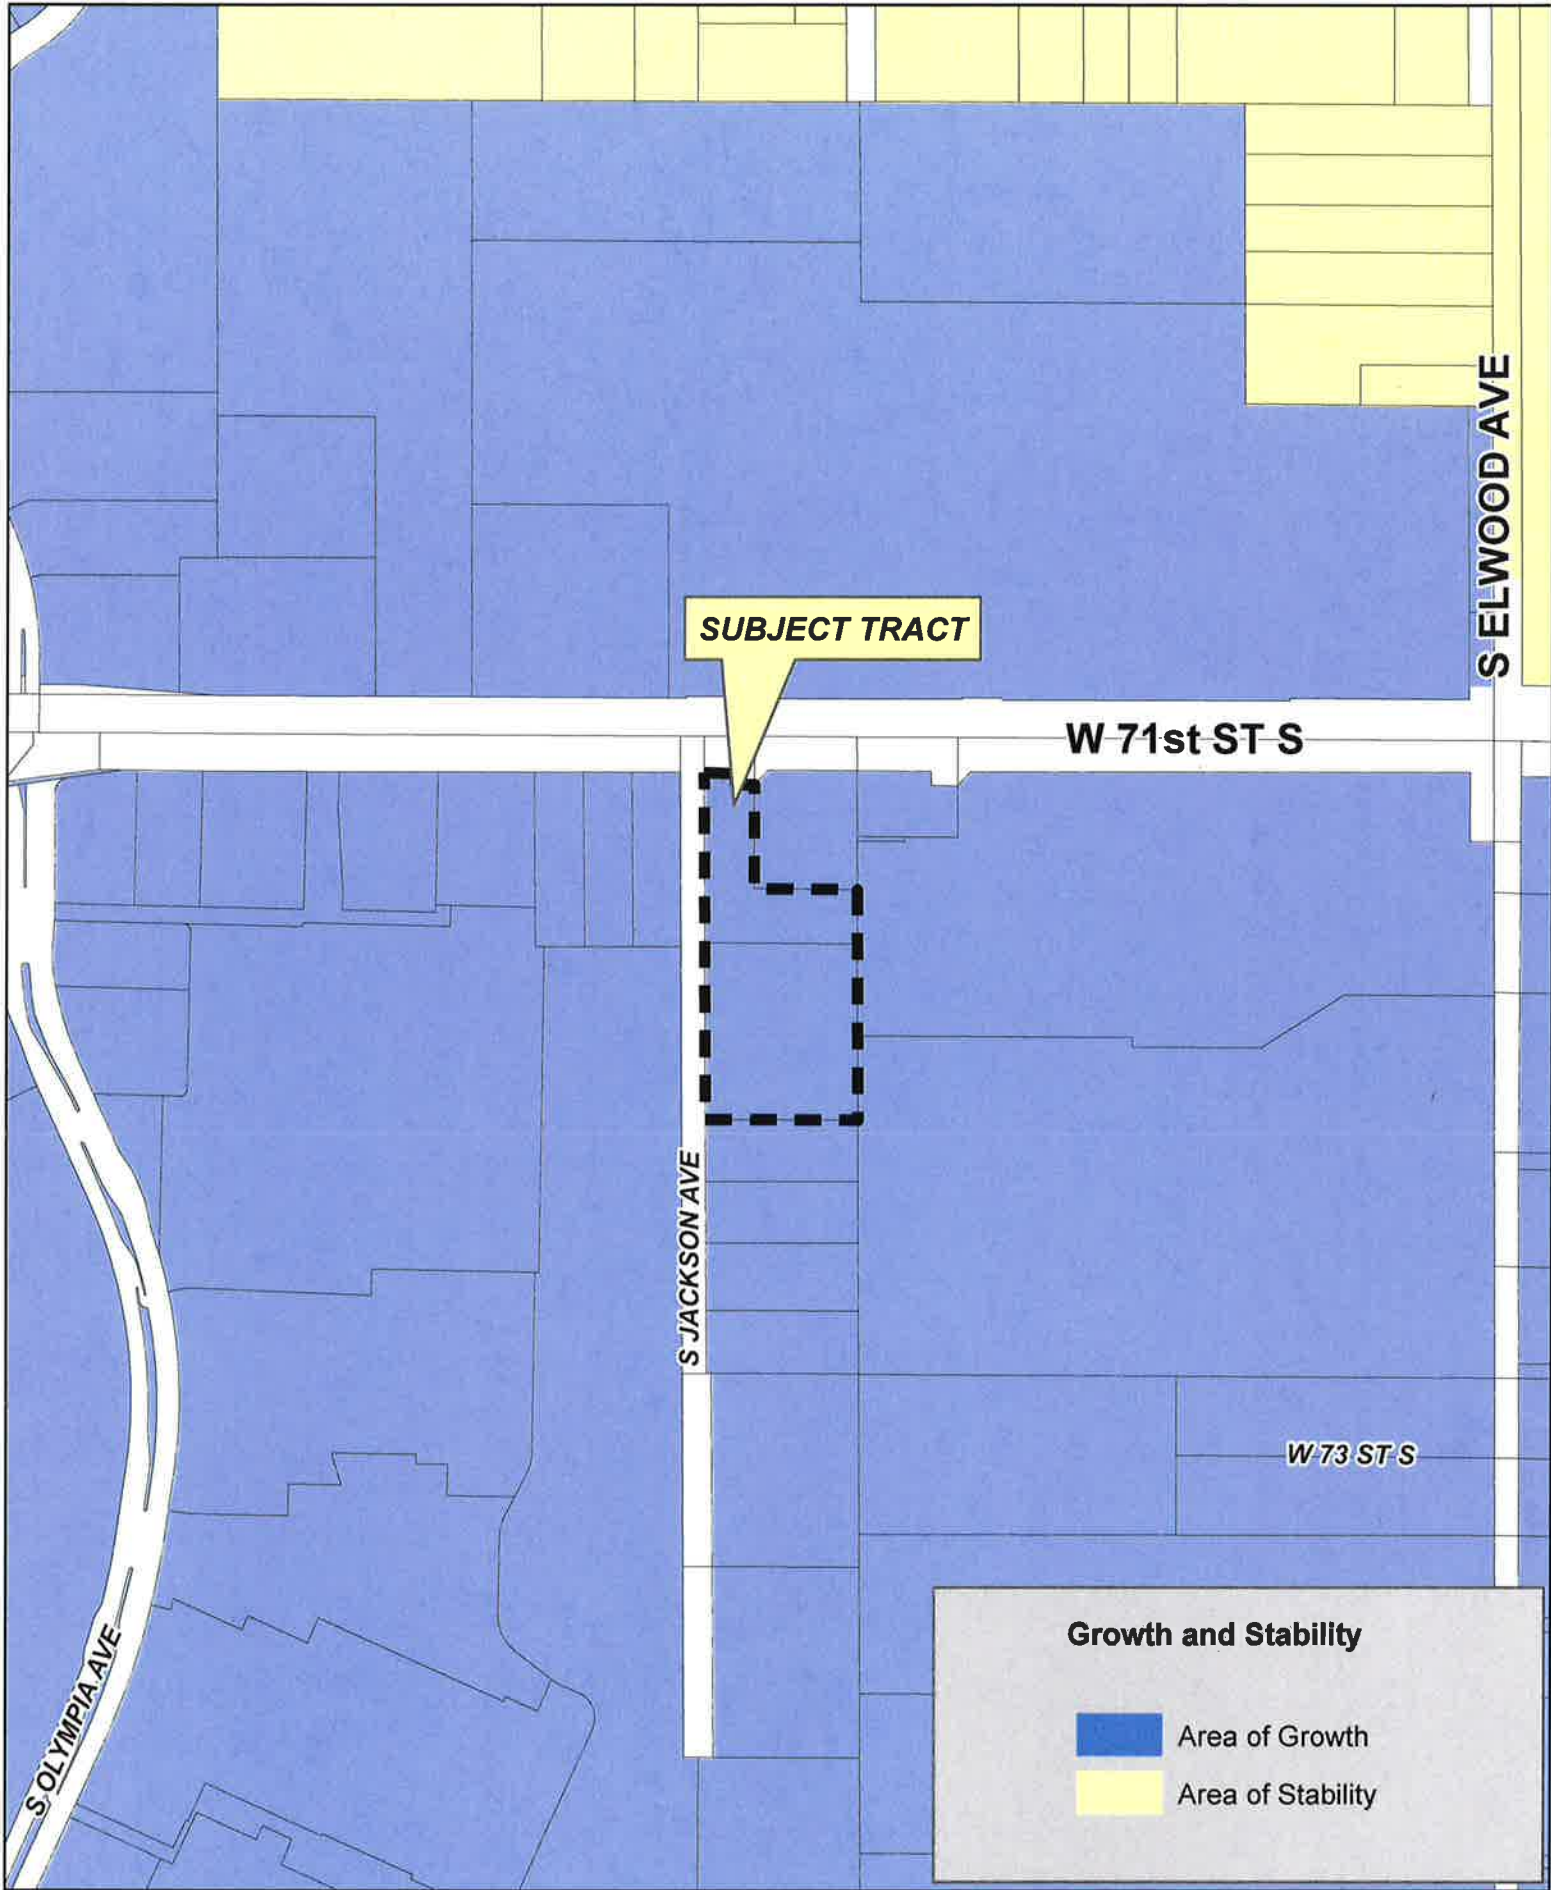 S ELWOOD AVE
SUBJECT TRACT
W 71st ST S
S JACKSON AVE
W 73 ST S
S OLYMPIA AVE
Growth and Stability
Area of Growth
Area of Stability